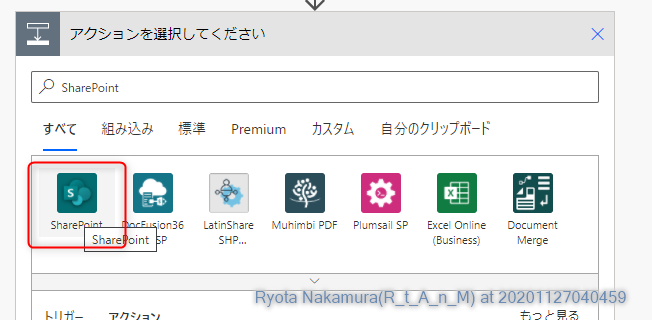 アクションを選択してください
SharePoint
すべて 組み込み 標準 Premium カスタム 自分のクリップボード
SharePoint DocFusion36 LatinShare Muhimbi PDF Plumsail SP Excel Online Document
SP SHP... (Business) Merge
SharePoint
Ryota Nakamura(R_t_A_n_M) at 20201127040459
トリガー アクション もっと見る